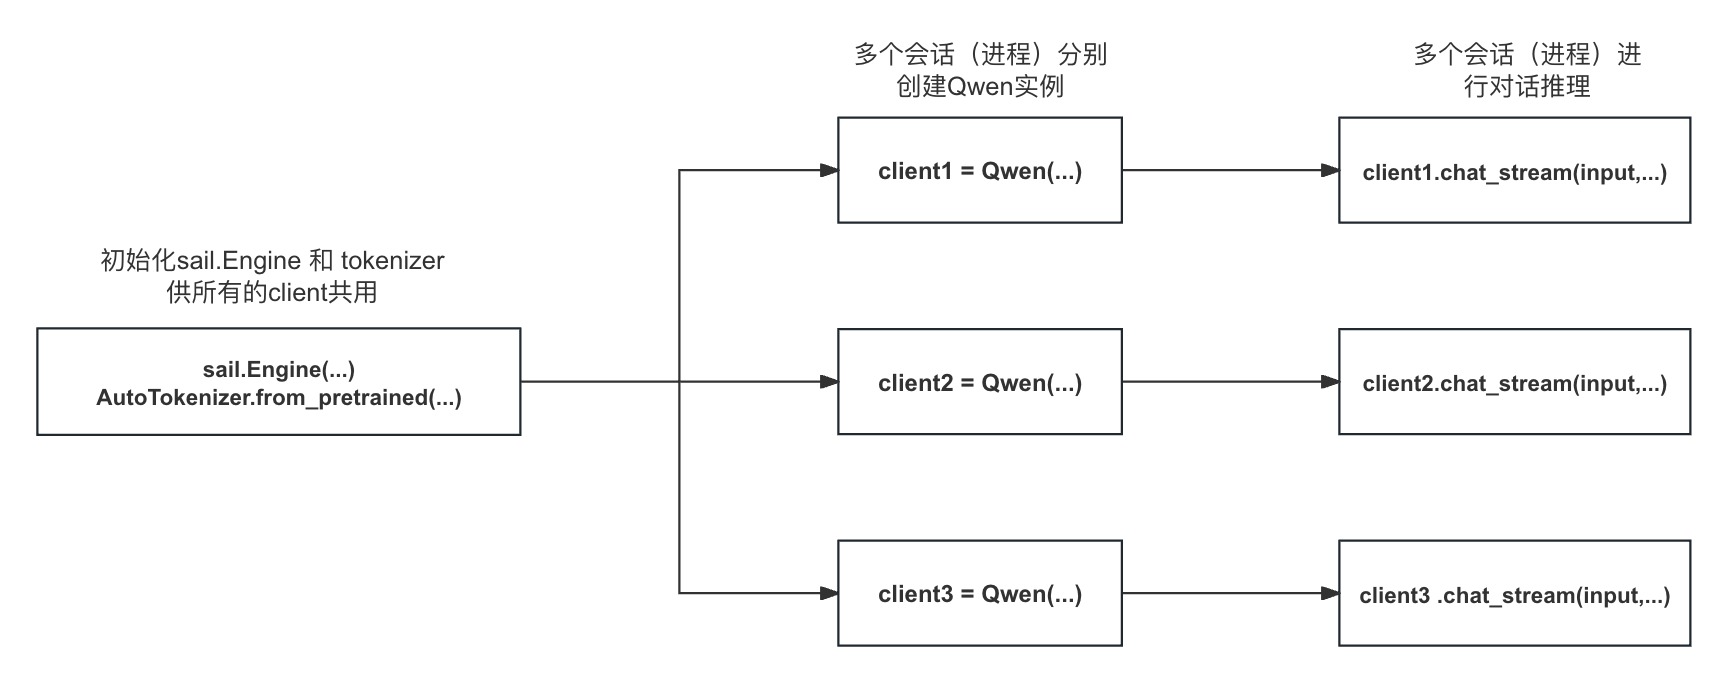 多个会话（进程）分别
创建Qwen实例
多个会话（进程）进
行对话推理
client1 = Qwen(...)
client1.chat_stream(input,...)
初始化sail.Engine 和 tokenizer
供所有的client共用
sail.Engine(...)
AutoTokenizer.from_pretrained(...)
client2 = Qwen(...)
client2.chat_stream(input,...)
client3 = Qwen(...)
client3 .chat_stream(input,...)